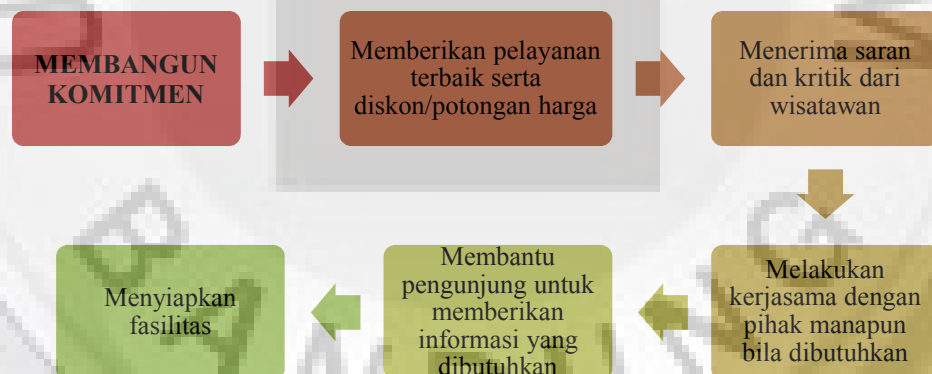 MEMBANGUN
KOMITMEN
Memberikan pelayanan
terbaik serta
diskon/potongan harga
Menerima saran
dan kritik dari
wisatawan
Melakukan
kerjasama dengan
pihak manapun
bila dibutuhkan
Membantu
pengunjung untuk
memberikan
informasi yang
dibutuhkan
Menyiapkan
fasilitas